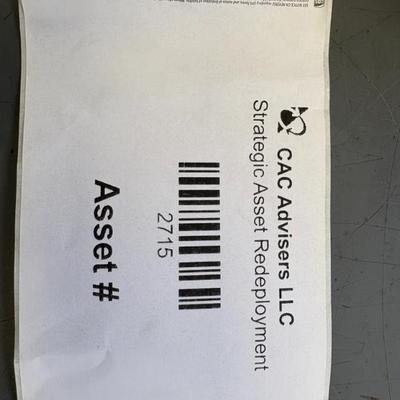 CAC Advisers LLC
Strategic Asset Redeployment
2715
Asset #